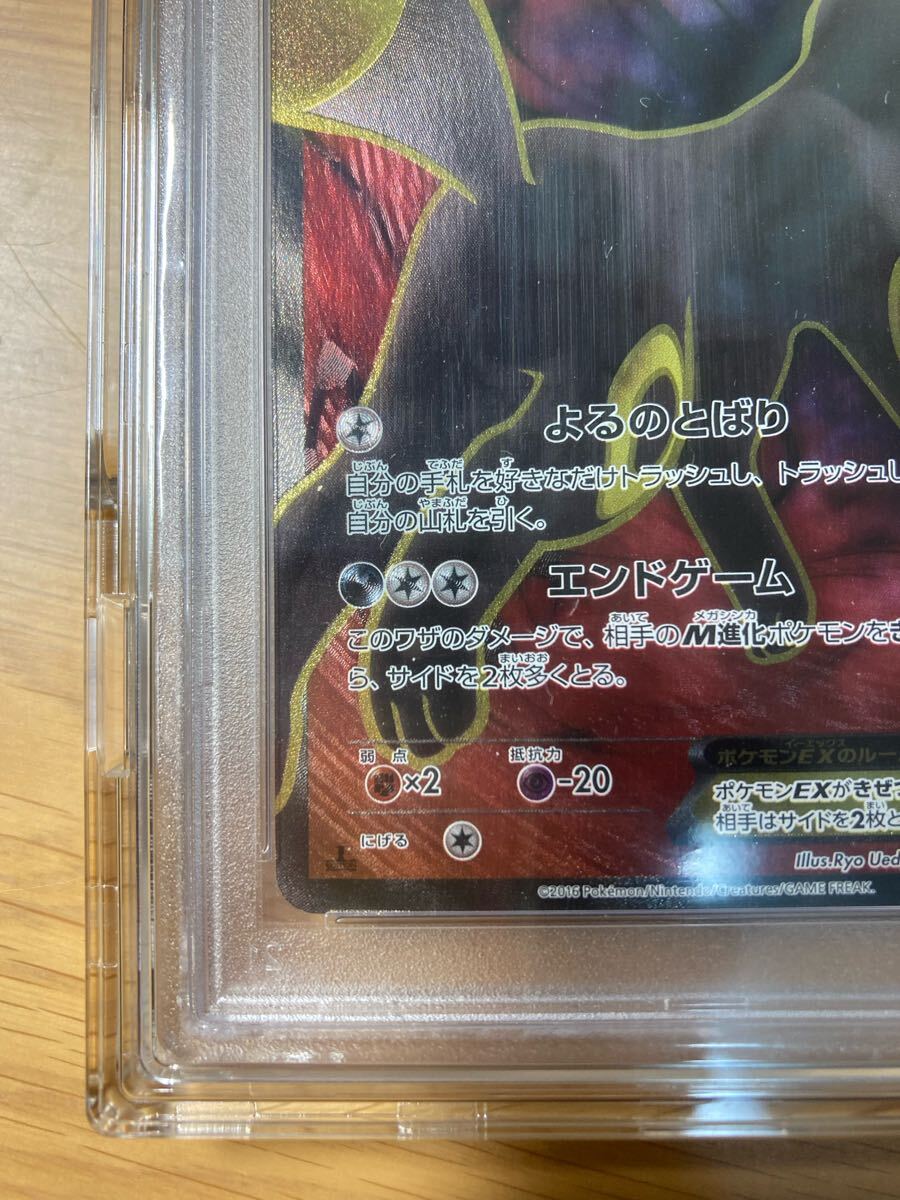 よるのとばり
自分の手札を好きなだけトラッシュし、トラッシュし
自分の山札を引く。
エンドゲーム
このワザのダメージで、相手のM進化ポケモンをき
ら、サイドを2枚多くとる。
弱点 抵抗力
×2 -20
にげる
ポケモンEXのルー
ポケモンEXがきぜつ
相手はサイドを2枚と
Illus.Ryo Ued
©2016 Pokémon/Nintendo/Creatures/GAME FREAK.